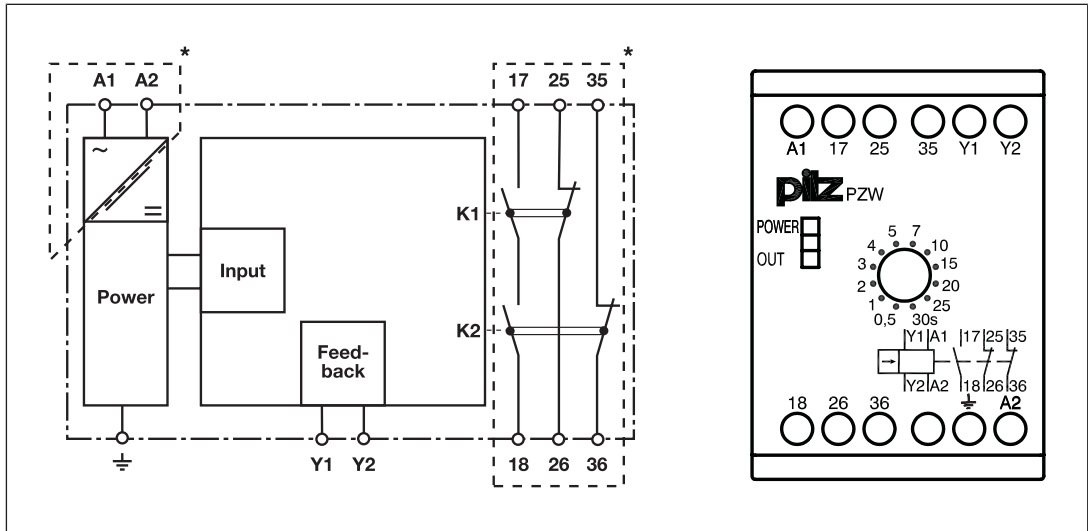 *
*
A1 A2
17 25 35
~
=
K1
Input
Power
K2
Feed-
back
Y1 Y2
18 26 36
A1 17 25 35 Y1 Y2
pilz PZW
POWER
OUT
5 7
4 10
3 15
2 20
1 25
0,5 30s
Y1 A1 17 25 35
Y2 A2 18 26 36
18 26 36 A2